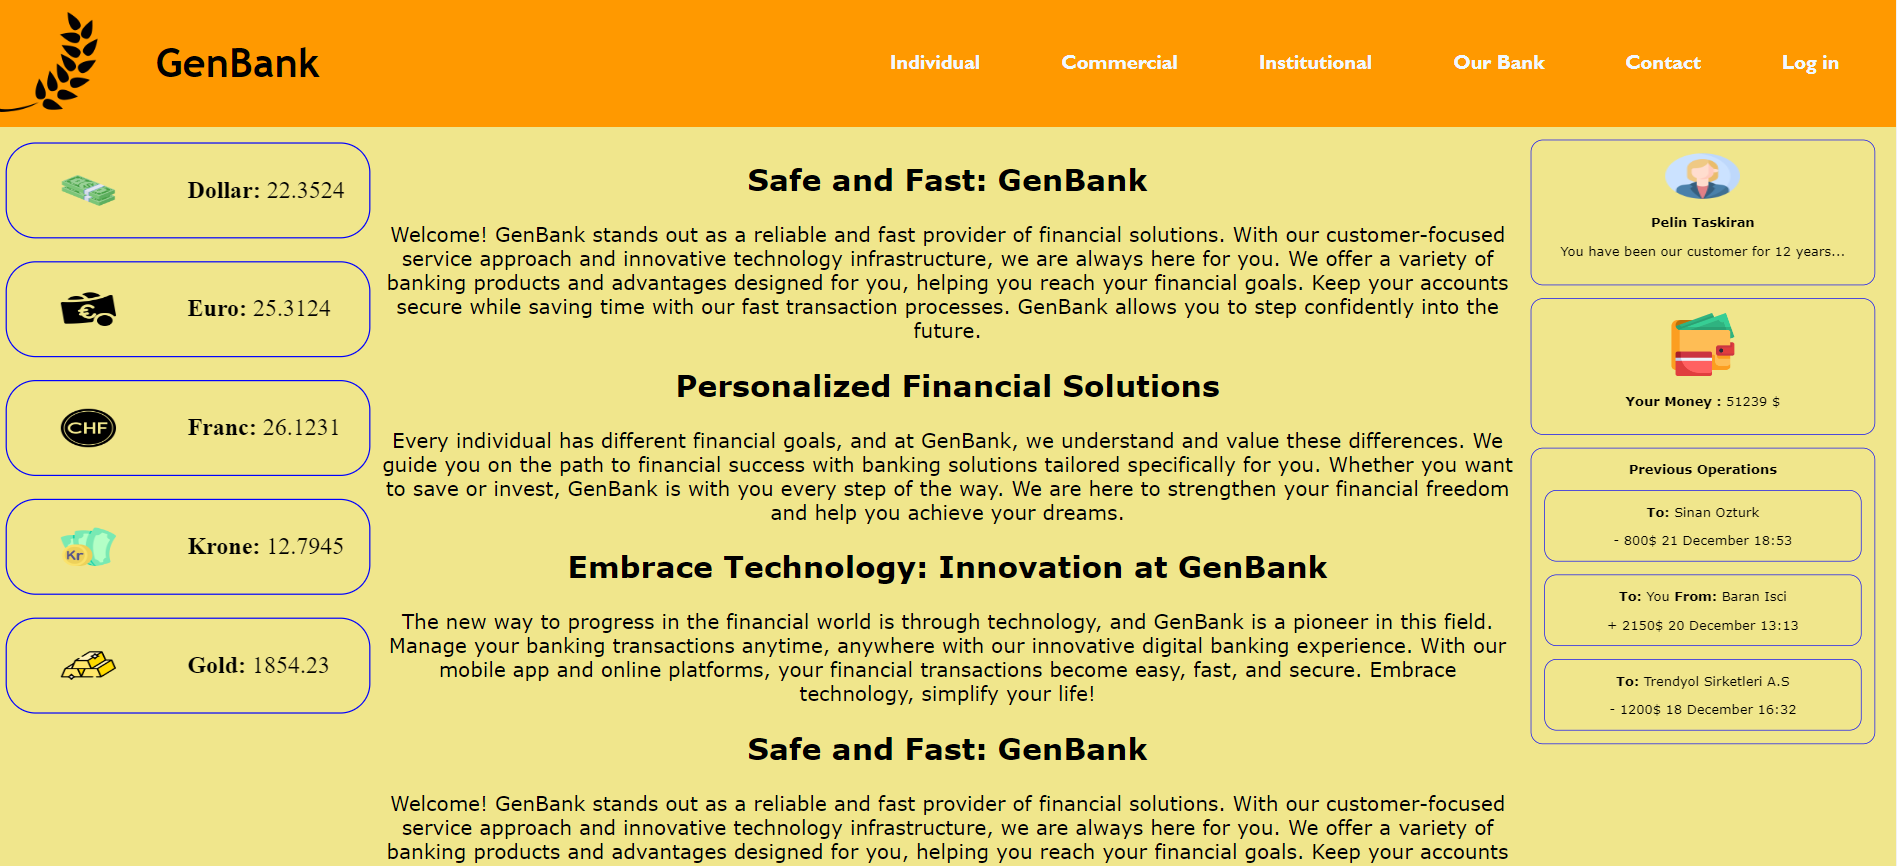 GenBank
Individual
Commercial
Institutional
Our Bank
Contact
Log in
Dollar: 22.3524
€
Euro: 25.3124
CHF
Franc: 26.1231
Kr
Krone: 12.7945
Gold: 1854.23
Safe and Fast: GenBank
Welcome! GenBank stands out as a reliable and fast provider of financial solutions. With our customer-focused
service approach and innovative technology infrastructure, we are always here for you. We offer a variety of
banking products and advantages designed for you, helping you reach your financial goals. Keep your accounts
secure while saving time with our fast transaction processes. GenBank allows you to step confidently into the
future.
Personalized Financial Solutions
Every individual has different financial goals, and at GenBank, we understand and value these differences. We
guide you on the path to financial success with banking solutions tailored specifically for you. Whether you want
to save or invest, GenBank is with you every step of the way. We are here to strengthen your financial freedom
and help you achieve your dreams.
Embrace Technology: Innovation at GenBank
The new way to progress in the financial world is through technology, and GenBank is a pioneer in this field.
Manage your banking transactions anytime, anywhere with our innovative digital banking experience. With our
mobile app and online platforms, your financial transactions become easy, fast, and secure. Embrace
technology, simplify your life!
Safe and Fast: GenBank
Welcome! GenBank stands out as a reliable and fast provider of financial solutions. With our customer-focused
service approach and innovative technology infrastructure, we are always here for you. We offer a variety of
banking products and advantages designed for you, helping you reach your financial goals. Keep your accounts
Pelin Taskiran
You have been our customer for 12 years...
Your Money : 51239 $
Previous Operations
To: Sinan Ozturk
- 800$ 21 December 18:53
To: You From: Baran Isci
+ 2150$ 20 December 13:13
To: Trendyol Sirketleri A.S
- 1200$ 18 December 16:32